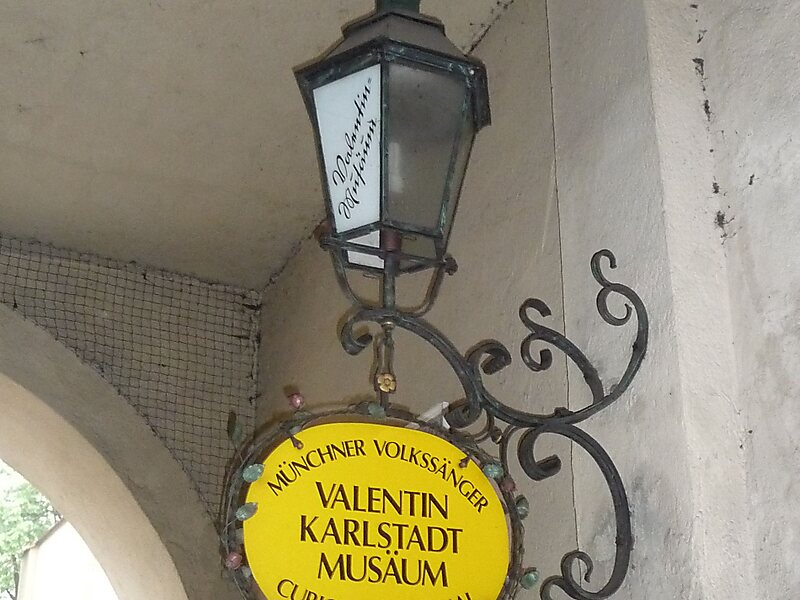 Valentin-
Musäum
MÜNCHNER VOLKSSÄNGER
VALENTIN
KARLSTADT
MUSÄUM